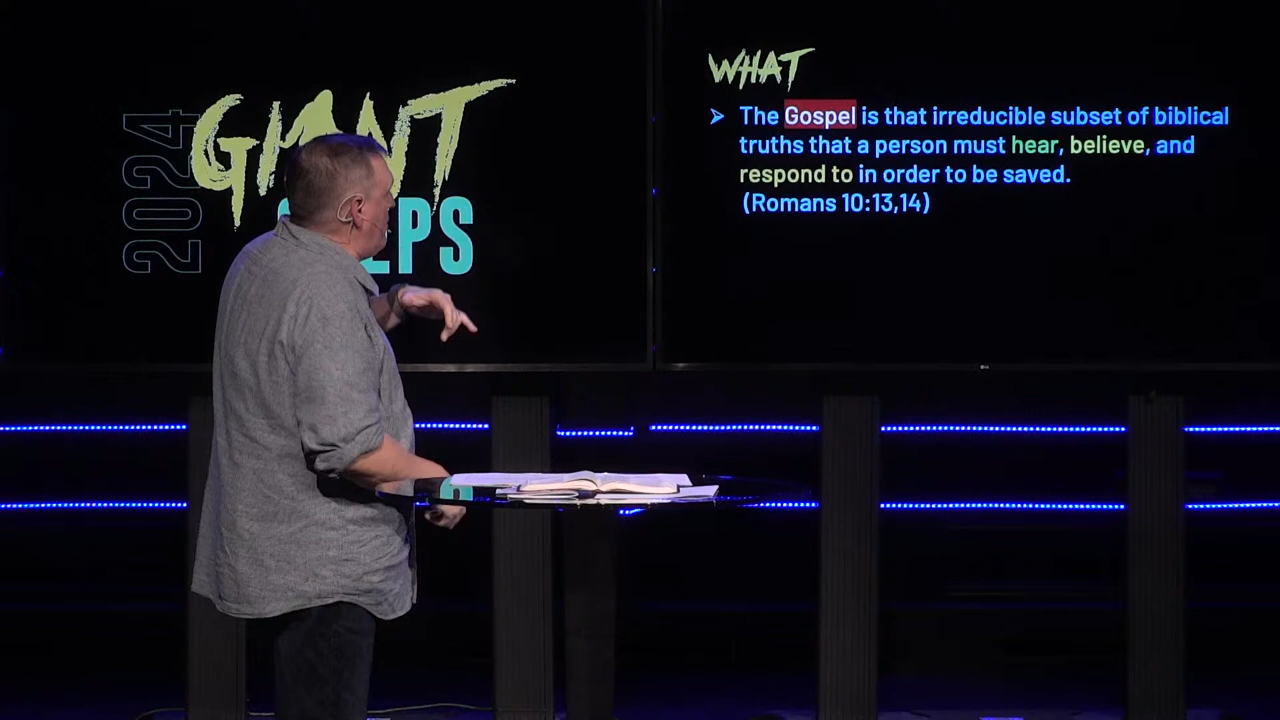 2024
GIANT
EPS
WHAT
➢ The Gospel is that irreducible subset of biblical
truths that a person must hear, believe, and
respond to in order to be saved.
(Romans 10:13,14)